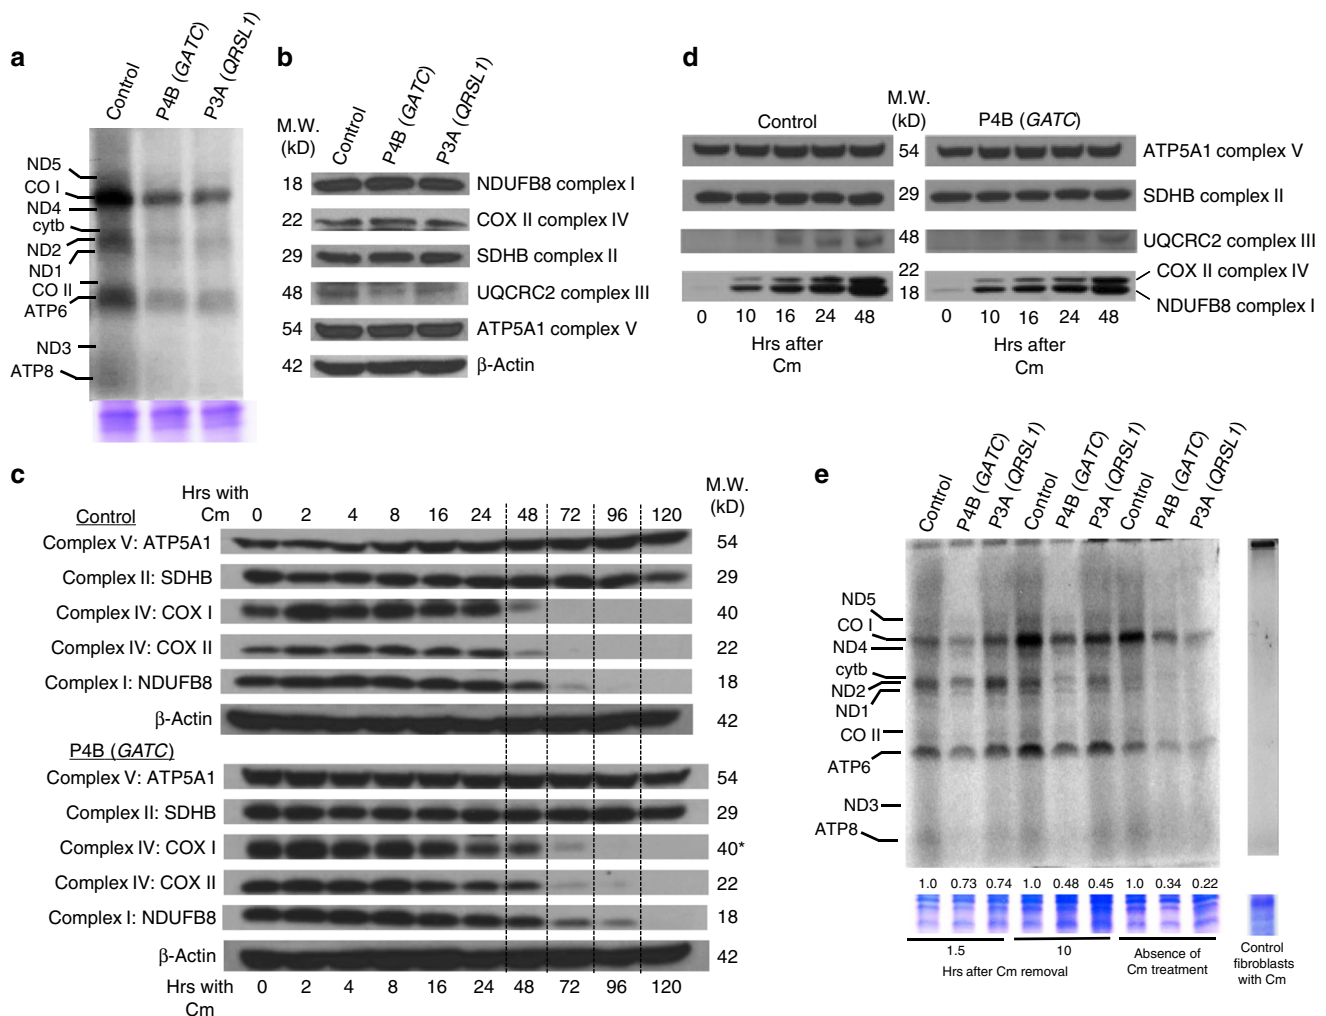 a
Control
P4B (GATC)
P3A (QRSL1)
ND5
CO I
ND4
cytb
ND2
ND1
CO II
ATP6
ND3
ATP8
b
M.W.
(kD)
Control
P4B (GATC)
P3A (QRSL1)
18 NDUFB8 complex I
22 COX II complex IV
29 SDHB complex II
48 UQCRC2 complex III
54 ATP5A1 complex V
42 β-Actin
d
Control
M.W.
(kD)
P4B (GATC)
54 ATP5A1 complex V
29 SDHB complex II
48 UQCRC2 complex III
22 COX II complex IV
18 NDUFB8 complex I
0 10 16 24 48
Hrs after
Cm
0 10 16 24 48
Hrs after
Cm
c
Hrs with
Cm
0 2 4 8 16 24 48 72 96 120
M.W.
(kD)
Control
Complex V: ATP5A1 54
Complex II: SDHB 29
Complex IV: COX I 40
Complex IV: COX II 22
Complex I: NDUFB8 18
β-Actin 42
P4B (GATC)
Complex V: ATP5A1 54
Complex II: SDHB 29
Complex IV: COX I 40*
Complex IV: COX II 22
Complex I: NDUFB8 18
β-Actin 42
Hrs with
Cm
0 2 4 8 16 24 48 72 96 120
e
Control
P4B (GATC)
P3A (QRSL1)
Control
P4B (GATC)
P3A (QRSL1)
Control
P4B (GATC)
P3A (QRSL1)
ND5
CO I
ND4
cytb
ND2
ND1
CO II
ATP6
ND3
ATP8
1.0 0.73 0.74 1.0 0.48 0.45 1.0 0.34 0.22
1.5 10
Hrs after Cm removal
Absence of
Cm treatment
Control
fibroblasts
with Cm